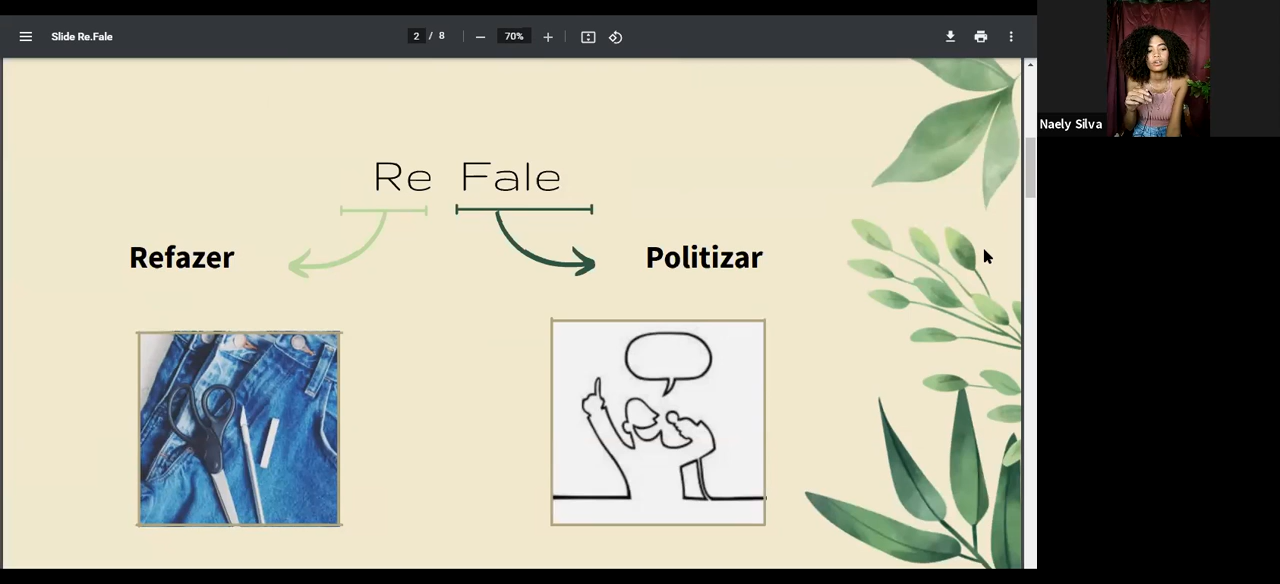 Slide Re.Fale
2 / 8
70%
Naely Silva
Re Fale
Refazer
Politizar